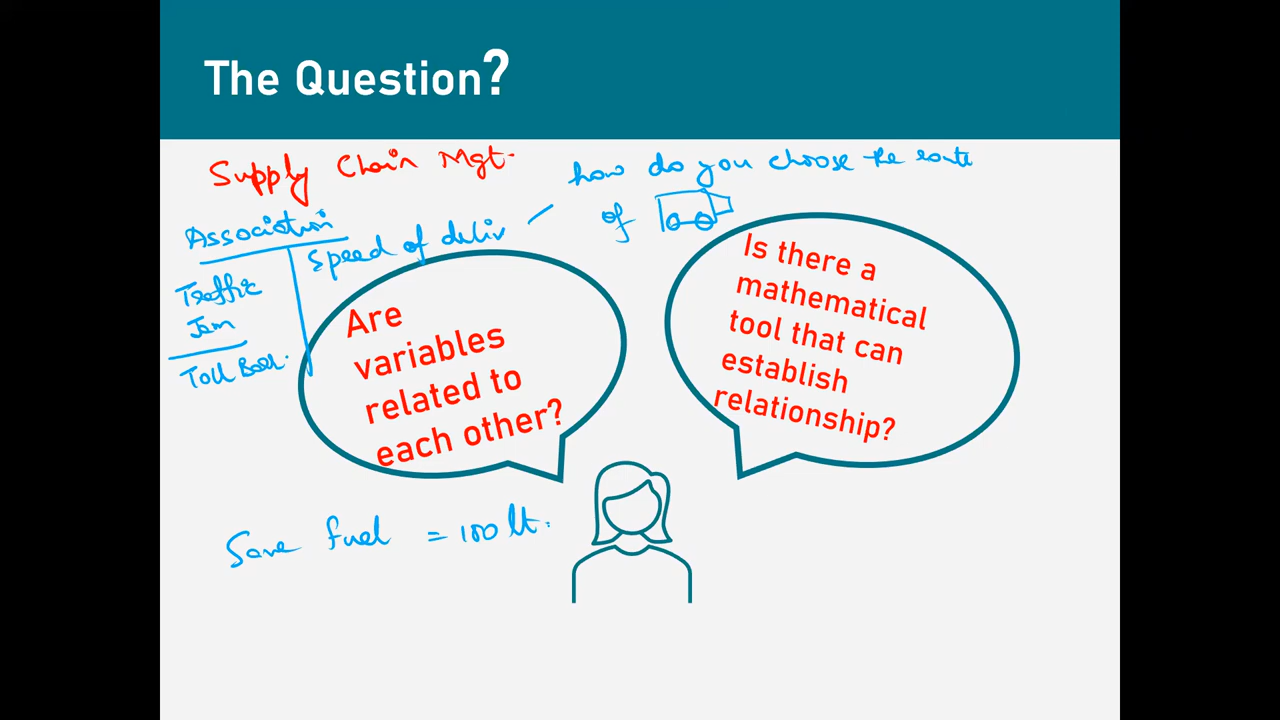 The Question?
Supply Chain Mgt.
how do you choose the route
of
Association
Speed of deliv
Traffic
Jam
Toll
Are
variables
related to
each other?
Is there a
mathematical
tool that can
establish
relationship?
Save fuel = 100 lt.